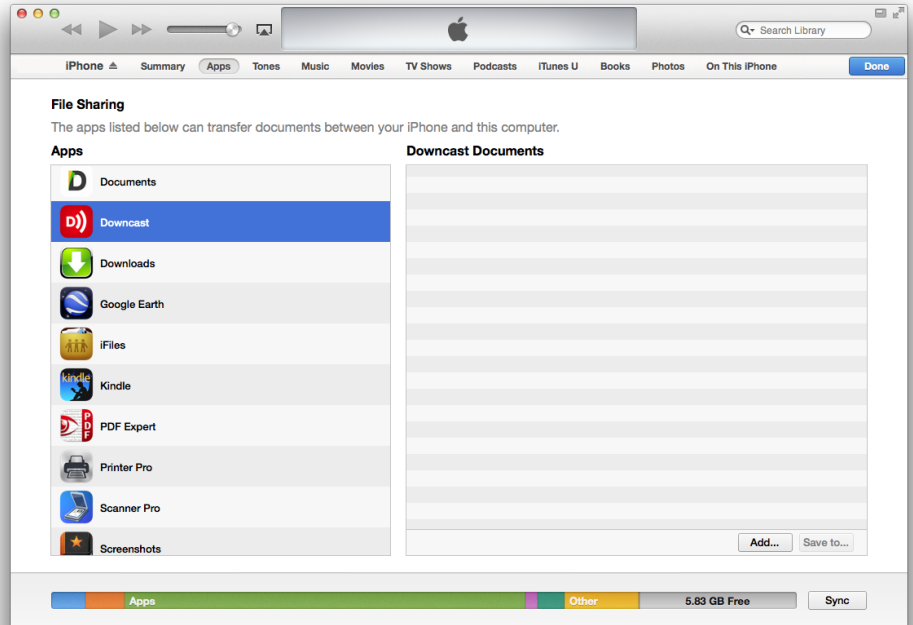 Search Library
iPhone Summary Apps Tones Music Movies TV Shows Podcasts iTunes U Books Photos On This iPhone Done
File Sharing
The apps listed below can transfer documents between your iPhone and this computer.
Apps
Documents
Downcast
Downloads
Google Earth
iFiles
kindle
Kindle
PDF
PDF Expert
Printer Pro
Scanner Pro
Screenshots
Downcast Documents
Add... Save to...
Apps Other 5.83 GB Free Sync